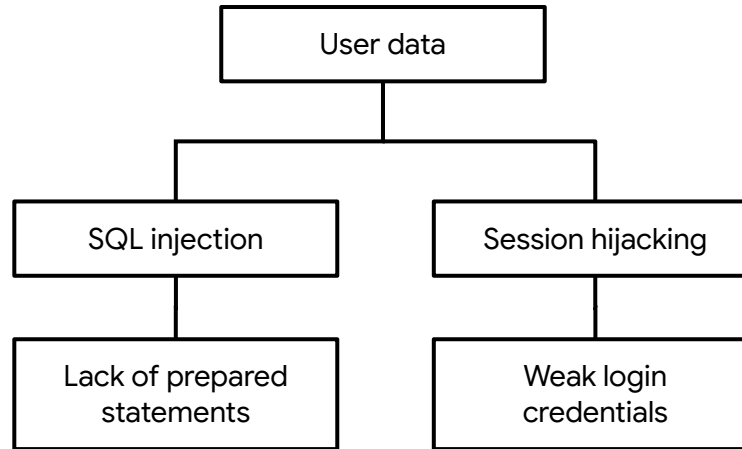 User data
SQL injection
Session hijacking
Lack of prepared
statements
Weak login
credentials